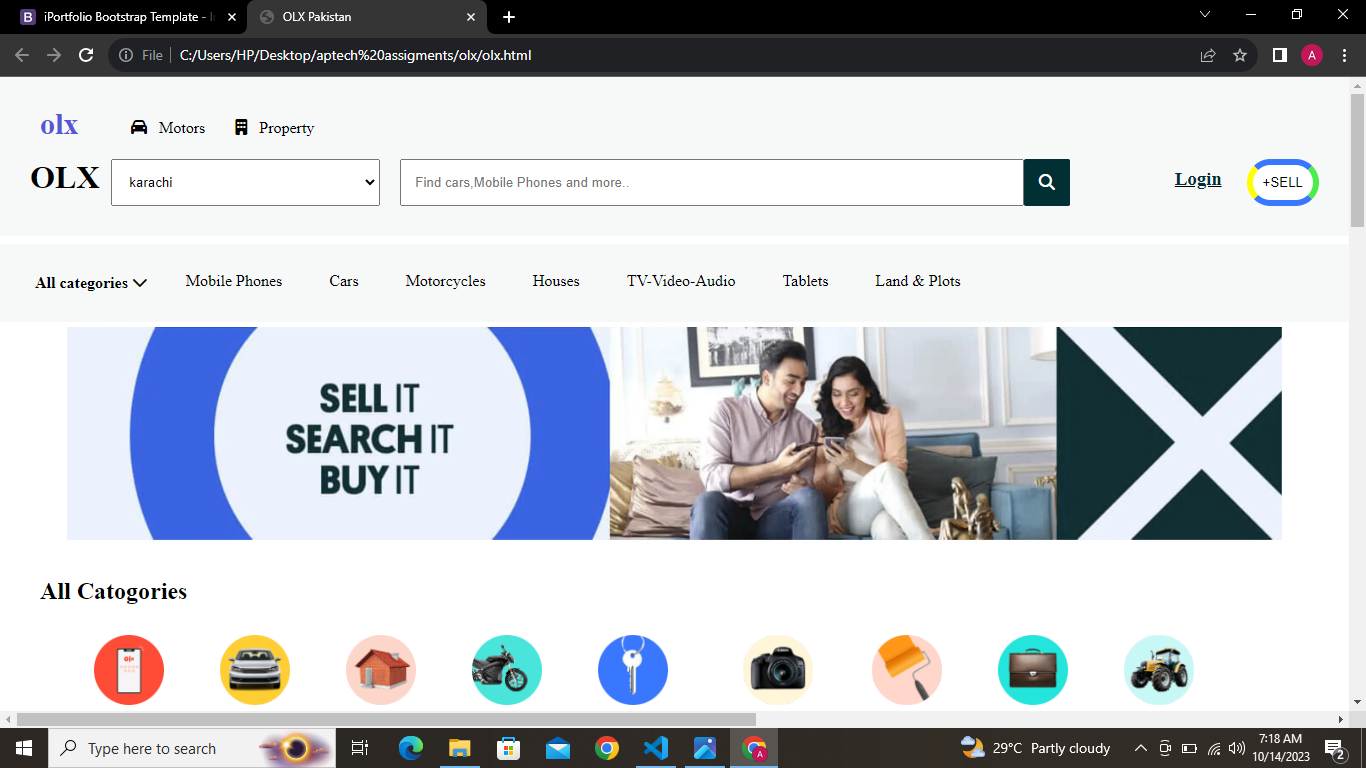 iPortfolio Bootstrap Template - I
OLX Pakistan
File
C:/Users/HP/Desktop/aptech%20assigments/olx/olx.html
A
olx
Motors
Property
OLX
karachi
Find cars,Mobile Phones and more..
Login
+SELL
All categories
Mobile Phones
Cars
Motorcycles
Houses
TV-Video-Audio
Tablets
Land & Plots
SELL IT
SEARCH IT
BUY IT
All Catogories
olx
Type here to search
29°C Partly cloudy
7:18 AM
10/14/2023
2